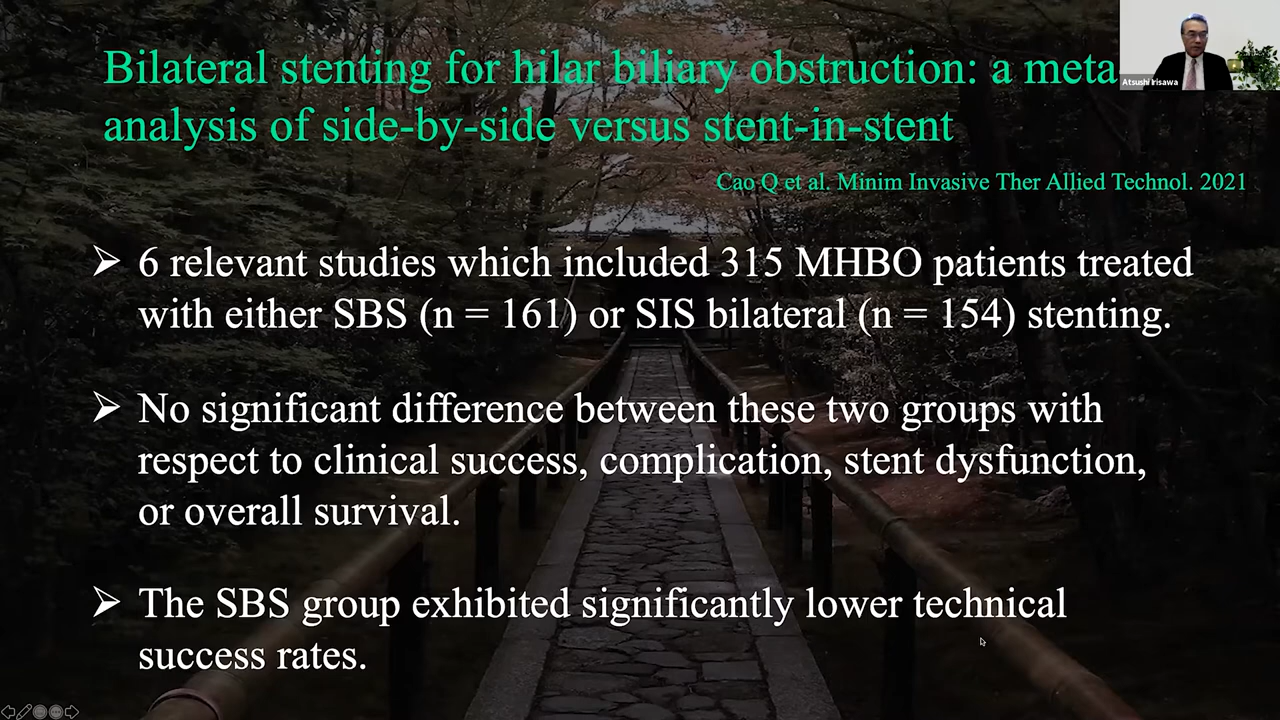 Bilateral stenting for hilar biliary obstruction: a meta
analysis of side-by-side versus stent-in-stent
Atsushi Irisawa
Cao Q et al. Minim Invasive Ther Allied Technol. 2021
➢ 6 relevant studies which included 315 MHBO patients treated
with either SBS (n = 161) or SIS bilateral (n = 154) stenting.
➢ No significant difference between these two groups with
respect to clinical success, complication, stent dysfunction,
or overall survival.
➢ The SBS group exhibited significantly lower technical
success rates.